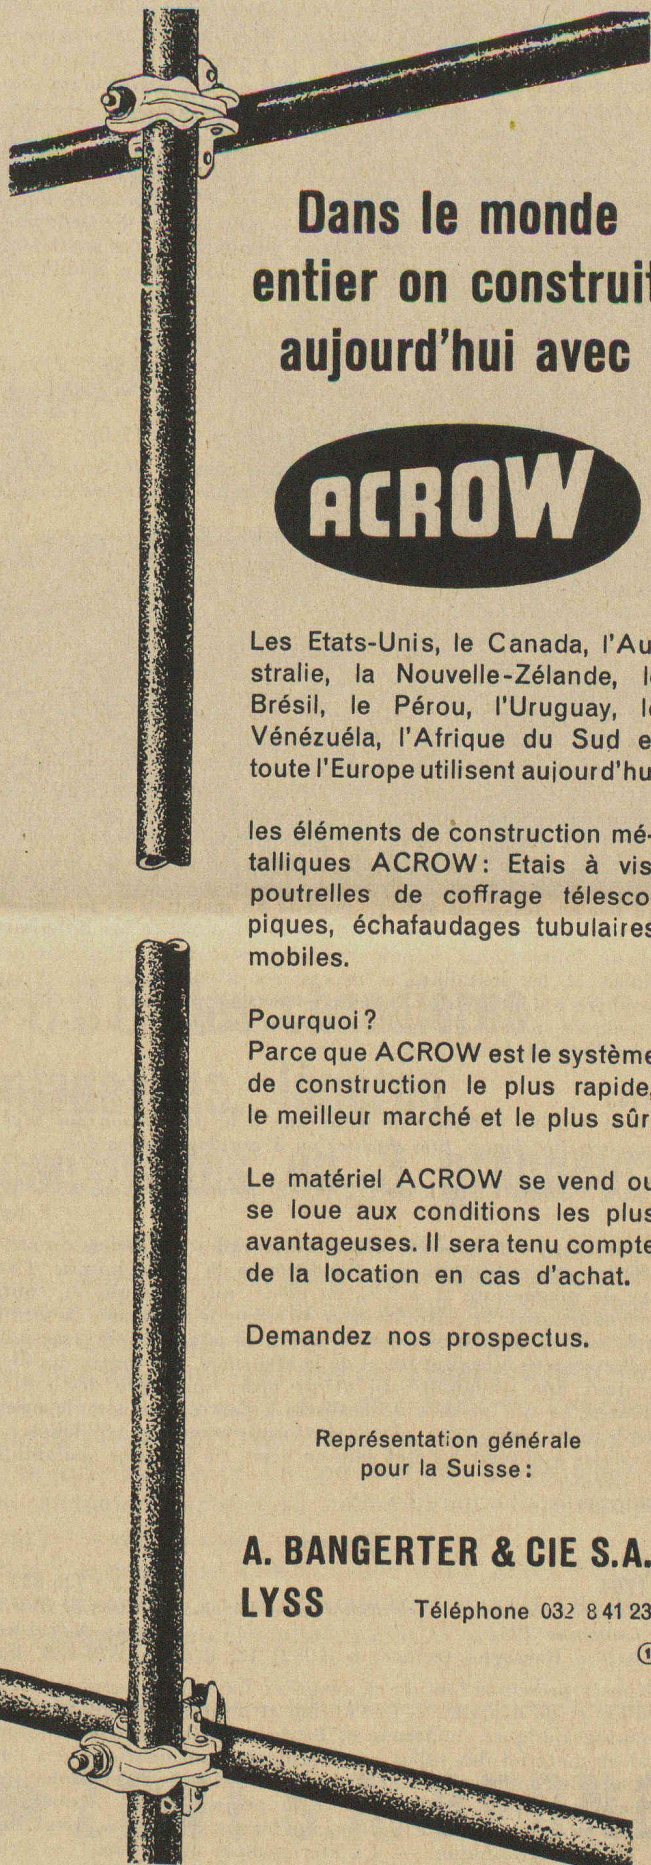 Dans le monde
entier on construit
aujourd'hui avec
ACROW
Les Etats-Unis, le Canada, l'Au
stralie, la Nouvelle-Zélande, l
Brésil, le Pérou, l'Uruguay, l
Vénézuéla, l'Afrique du Sud e
toute l'Europe utilisent aujourd'hu
les éléments de construction mé-
talliques ACROW: Etais à vis
poutrelles de coffrage télesco
piques, échafaudages tubulaires
mobiles.
Pourquoi?
Parce que ACROW est le système
de construction le plus rapide,
le meilleur marché et le plus sûr
Le matériel ACROW se vend ou
se loue aux conditions les plus
avantageuses. Il sera tenu compte
de la location en cas d'achat.
Demandez nos prospectus.
Représentation générale
pour la Suisse:
A. BANGERTER & CIE S.A.
LYSS Téléphone 032 8 41 23
①